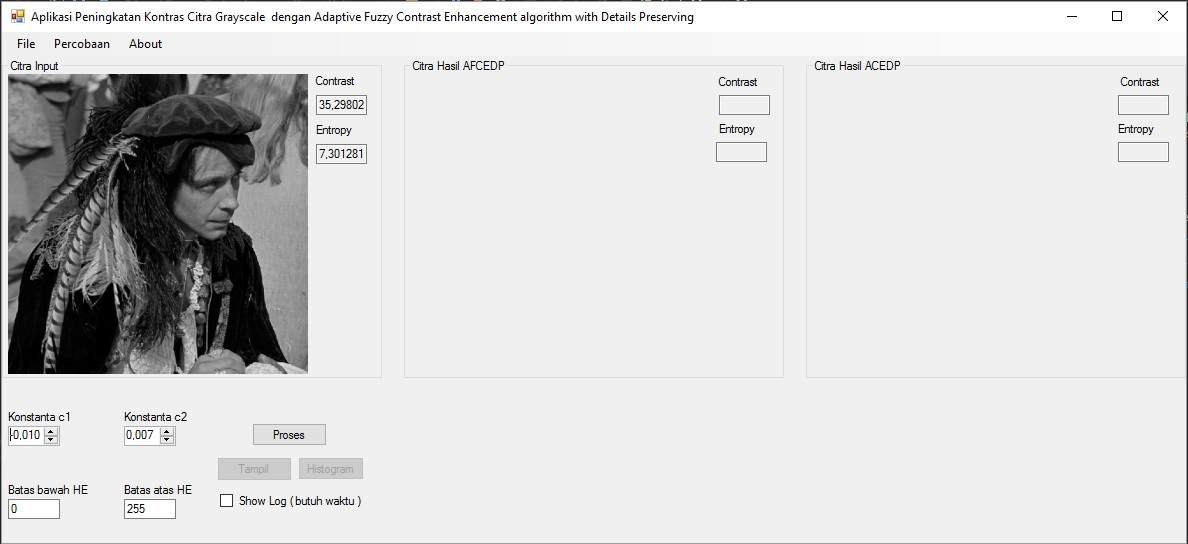 Aplikasi Peningkatan Kontras Citra Grayscale  dengan Adaptive Fuzzy Contrast Enhancement algorithm with Details Preserving
File Percobaan About
Citra Input Citra Hasil AFCEDP Citra Hasil ACEDP
Contrast Contrast Contrast
35,29802
Entropy Entropy Entropy
7,301281
Konstanta c1 Konstanta c2
-0,010 0,007 Proses
Tampil Histogram
Batas bawah HE Batas atas HE
0 255 Show Log ( butuh waktu )